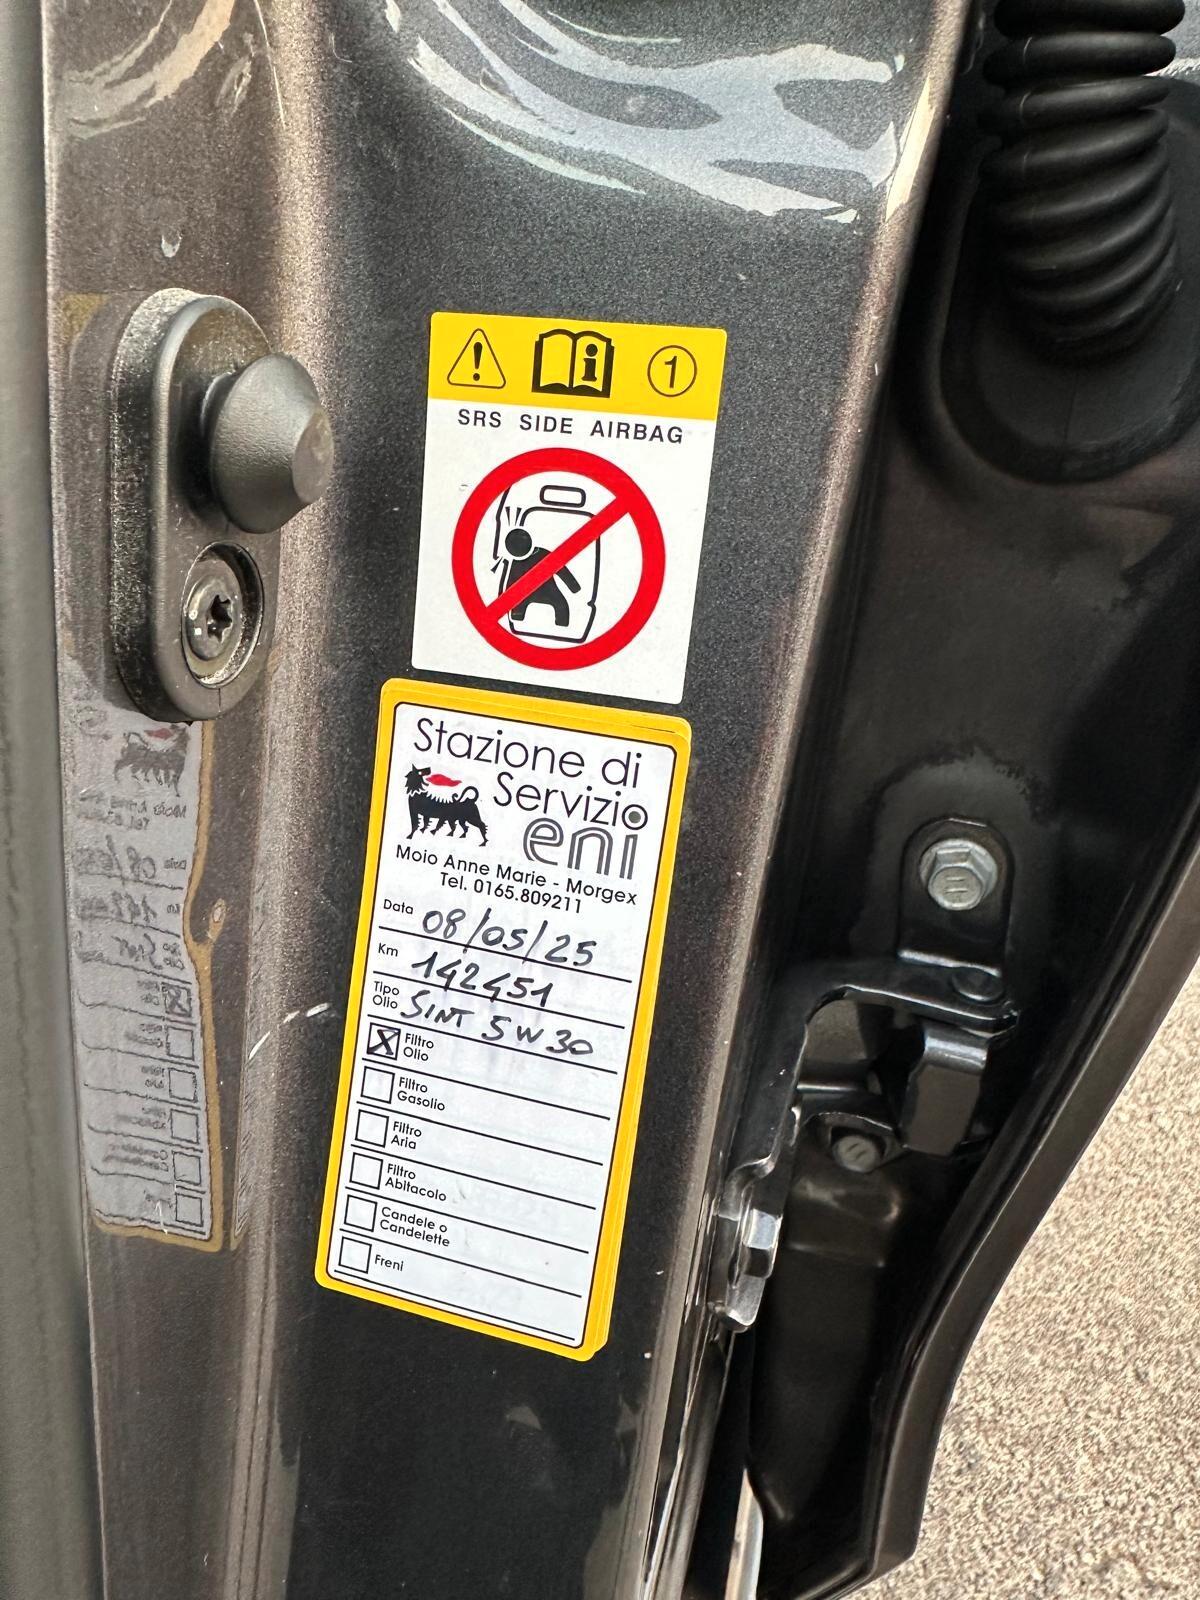 1
SRS SIDE AIRBAG
Stazione di
Servizio
eni
Moio Anne Marie - Morgex
Tel. 0165.809211
Data 08/05/25
Km 142451
Tipo
Olio SINT 5W30
X Filtro
Olio
Filtro
Gasolio
Filtro
Aria
Filtro
Abitacolo
Candele o
Candelette
Freni